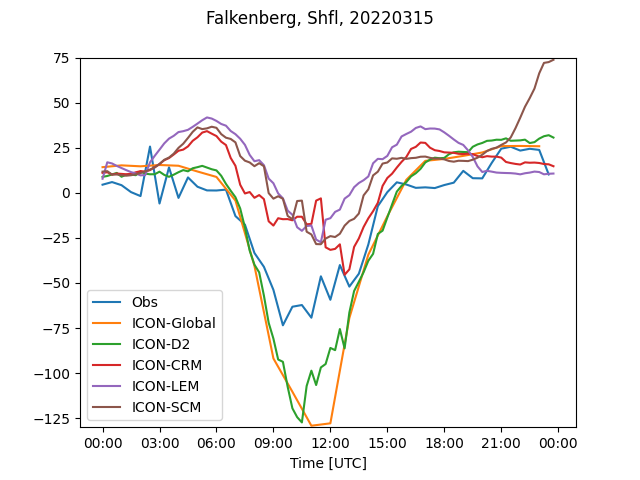 Falkenberg, Shfl, 20220315
75
50
25
0
−25
−50
−75
−100
−125
Obs
ICON-Global
ICON-D2
ICON-CRM
ICON-LEM
ICON-SCM
00:00 03:00 06:00 09:00 12:00 15:00 18:00 21:00 00:00
Time [UTC]